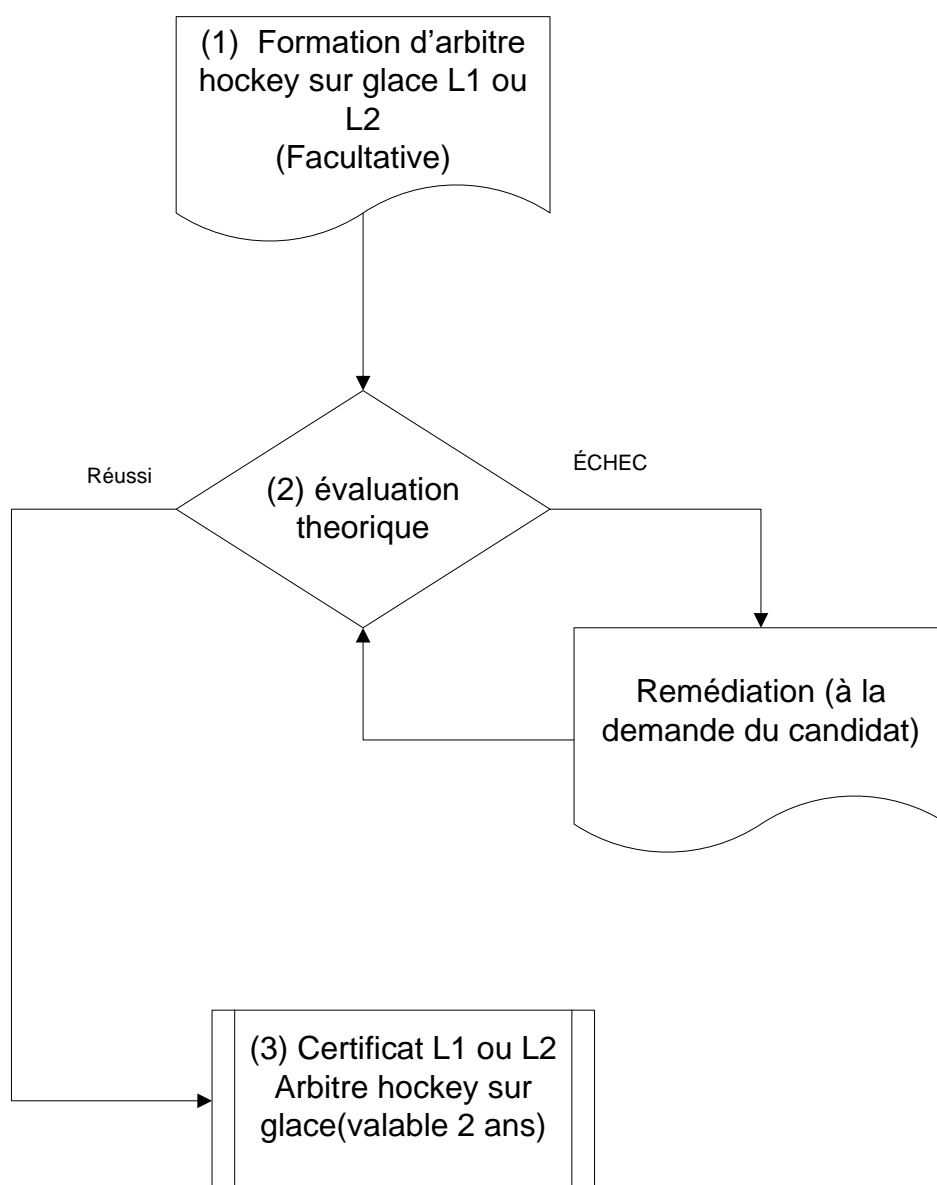 (1) Formation d’arbitre
hockey sur glace L1 ou
L2
(Facultative)
Réussi
ÉCHEC
(2) évaluation
theorique
Remédiation (à la
demande du candidat)
(3) Certificat L1 ou L2
Arbitre hockey sur
glace(valable 2 ans)